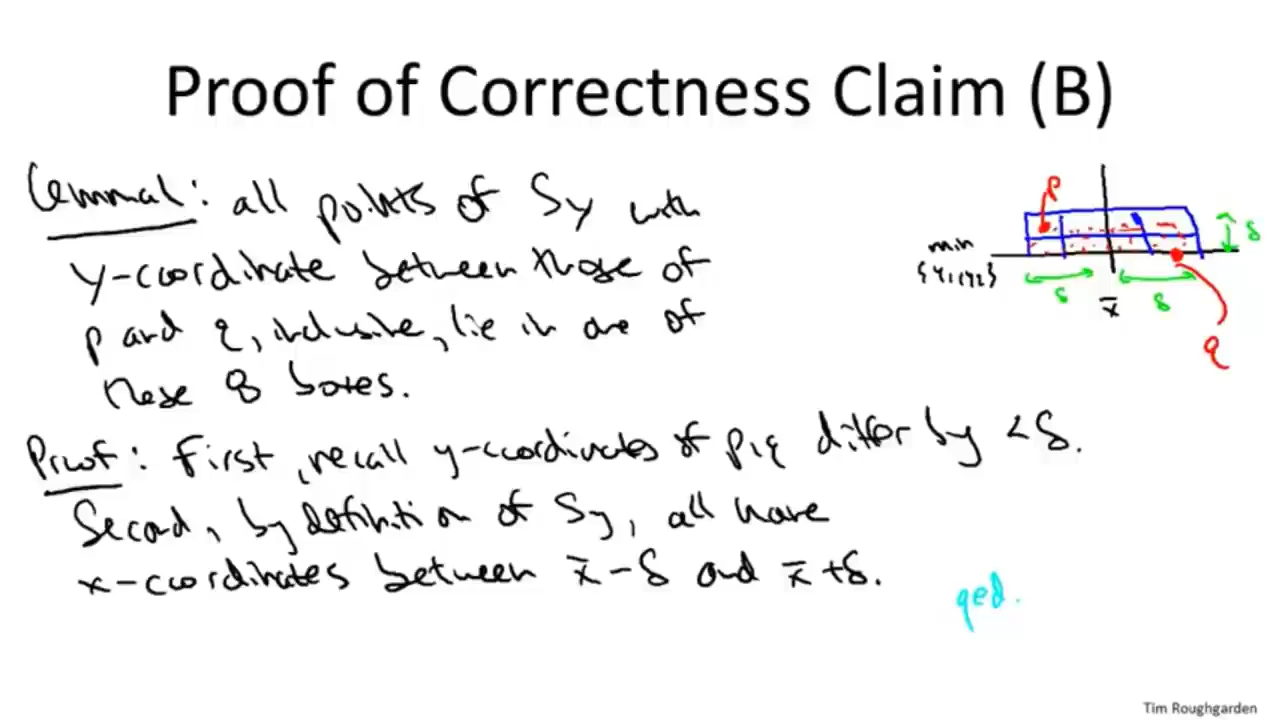 Proof of Correctness Claim (B)
Lemma1: all points of Sy with
y-coordinate between those of
p and q, inclusive, lie in one of
these 8 boxes.
Proof: First, recall y-coordinates of p,q differ by < δ.
Second, by definition of Sy, all have
x-coordinates between x̄-δ and x̄+δ.
qed.
p
δ
min
{y1,y2}
δ
x̄
δ
q
Tim Roughgarden